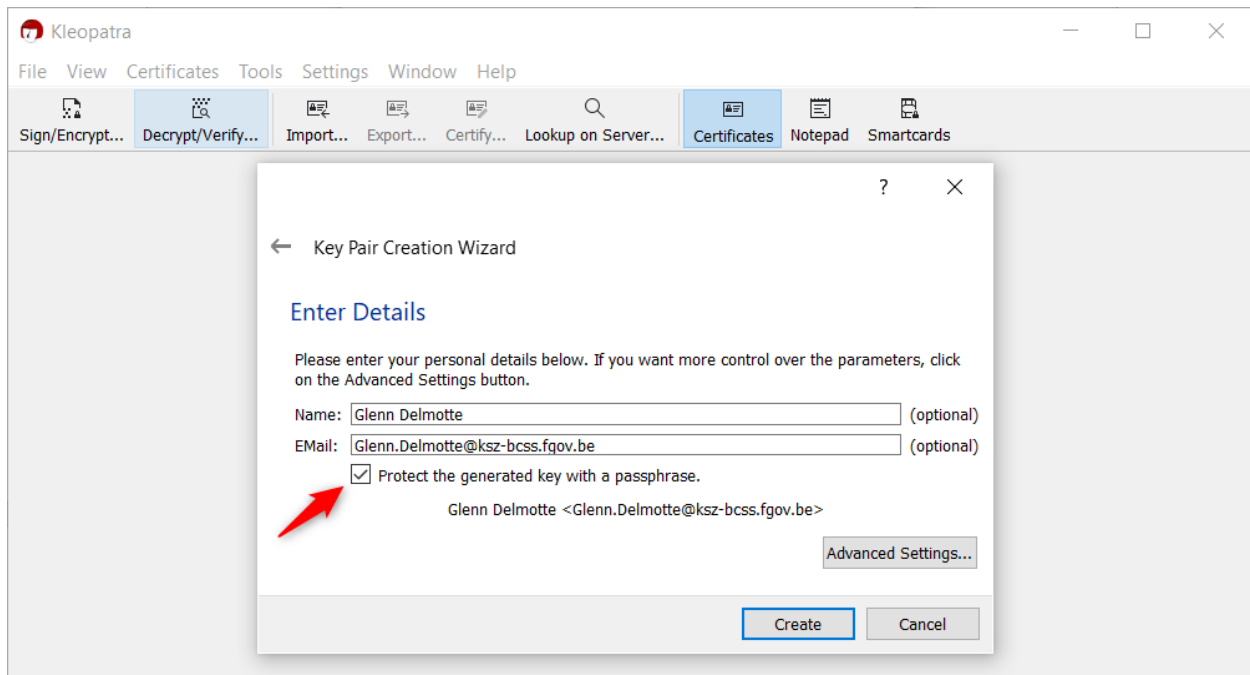 Kleopatra
File View Certificates Tools Settings Window Help
Sign/Encrypt... Decrypt/Verify... Import... Export... Certify... Lookup on Server... Certificates Notepad Smartcards
?
Key Pair Creation Wizard
Enter Details
Please enter your personal details below. If you want more control over the parameters, click
on the Advanced Settings button.
Name: Glenn Delmotte (optional)
EMail: Glenn.Delmotte@ksz-bcss.fgov.be (optional)
Protect the generated key with a passphrase.
Glenn Delmotte <Glenn.Delmotte@ksz-bcss.fgov.be>
Advanced Settings...
Create Cancel